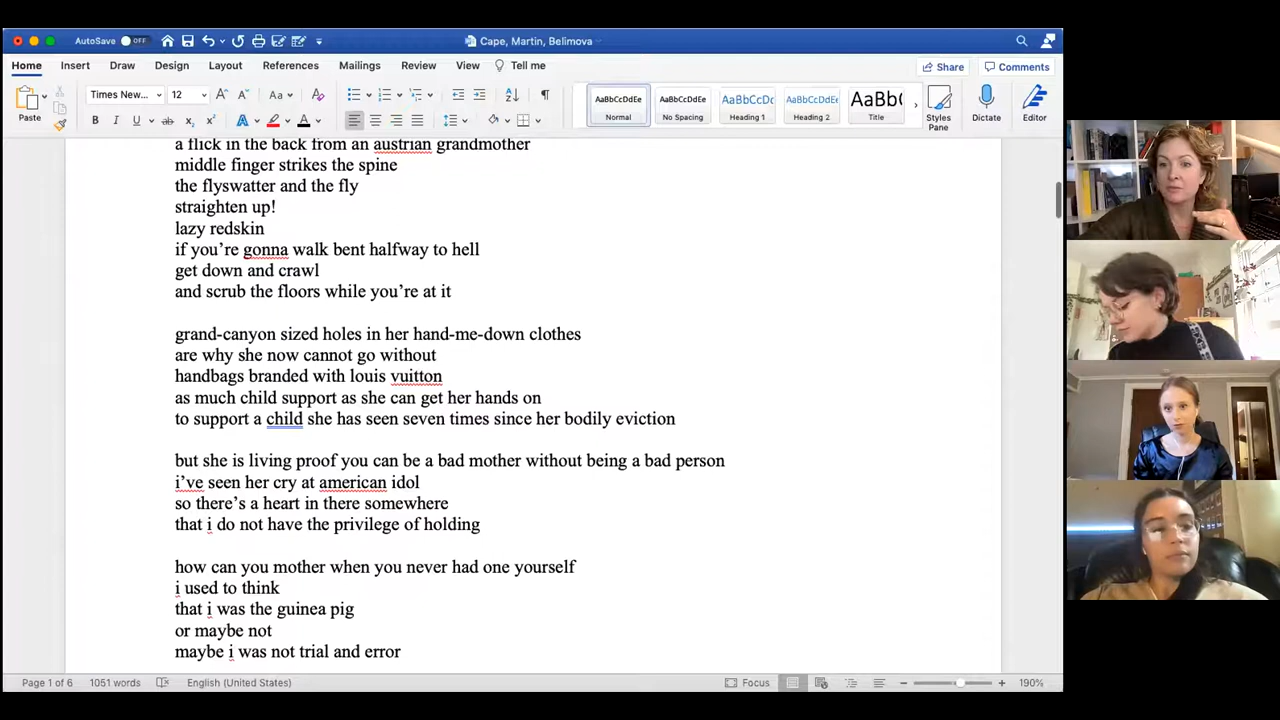 AutoSave OFF
Cape, Martin, Belimova
Home Insert Draw Design Layout References Mailings Review View Tell me Share Comments
Paste
Times New... 12
AaBbCcDdEe Normal
AaBbCcDdEe No Spacing
AaBbCcDc Heading 1
AaBbCcDdEe Heading 2
AaBb( Title
Styles Pane
Dictate
Editor
a flick in the back from an austrian grandmother
middle finger strikes the spine
the flyswatter and the fly
straighten up!
lazy redskin
if you’re gonna walk bent halfway to hell
get down and crawl
and scrub the floors while you’re at it
grand-canyon sized holes in her hand-me-down clothes
are why she now cannot go without
handbags branded with louis vuitton
as much child support as she can get her hands on
to support a child she has seen seven times since her bodily eviction
but she is living proof you can be a bad mother without being a bad person
i’ve seen her cry at american idol
so there’s a heart in there somewhere
that i do not have the privilege of holding
how can you mother when you never had one yourself
i used to think
that i was the guinea pig
or maybe not
maybe i was not trial and error
Page 1 of 6 1051 words English (United States) Focus 190%